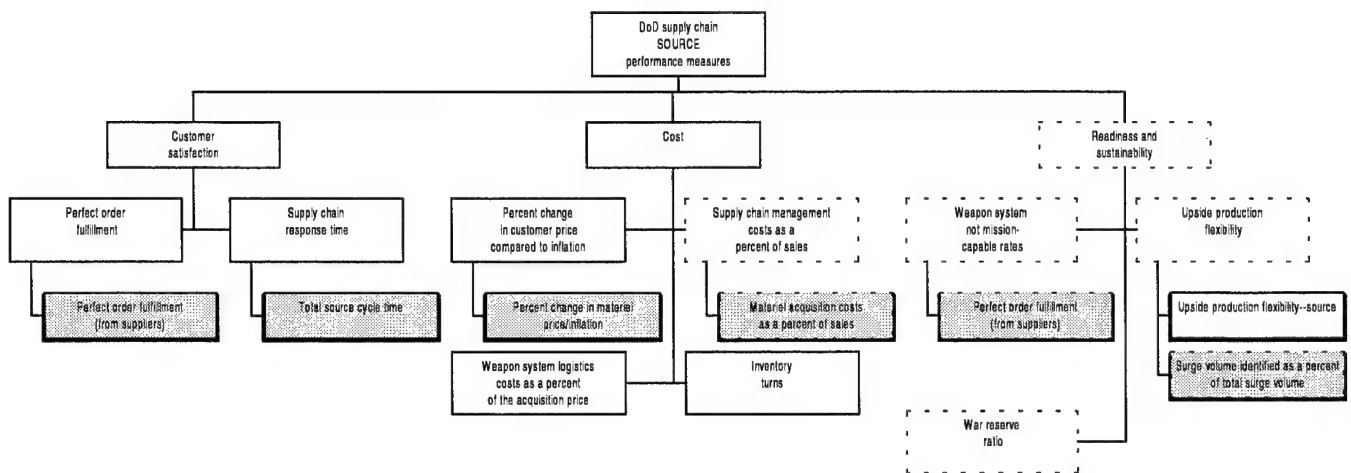 DoD supply chain
SOURCE
performance measures
Customer
satisfaction
Cost
Readiness and
sustainability
Perfect order
fulfillment
Supply chain
response time
Percent change
in customer price
compared to inflation
Supply chain management
costs as a
percent of sales
Weapon system
not mission-
capable rates
Upside production
flexibility
Perfect order fulfillment
(from suppliers)
Total source cycle time
Percent change in materiel
price/inflation
Materiel acquisition costs
as a percent of sales
Perfect order fulfillment
(from suppliers)
Upside production flexibility--source
Weapon system logistics
costs as a percent
of the acquisition price
Inventory
turns
Surge volume identified as a percent
of total surge volume
War reserve
ratio